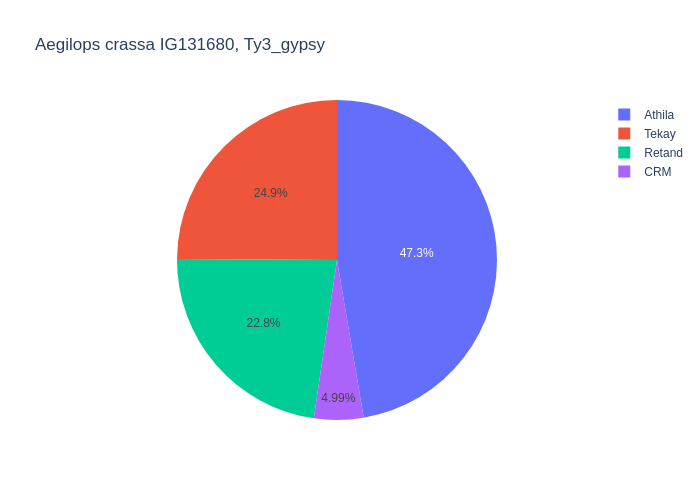 Aegilops crassa IG131680, Ty3_gypsy
Athila
Tekay
Retand
CRM
24.9%
47.3%
22.8%
4.99%